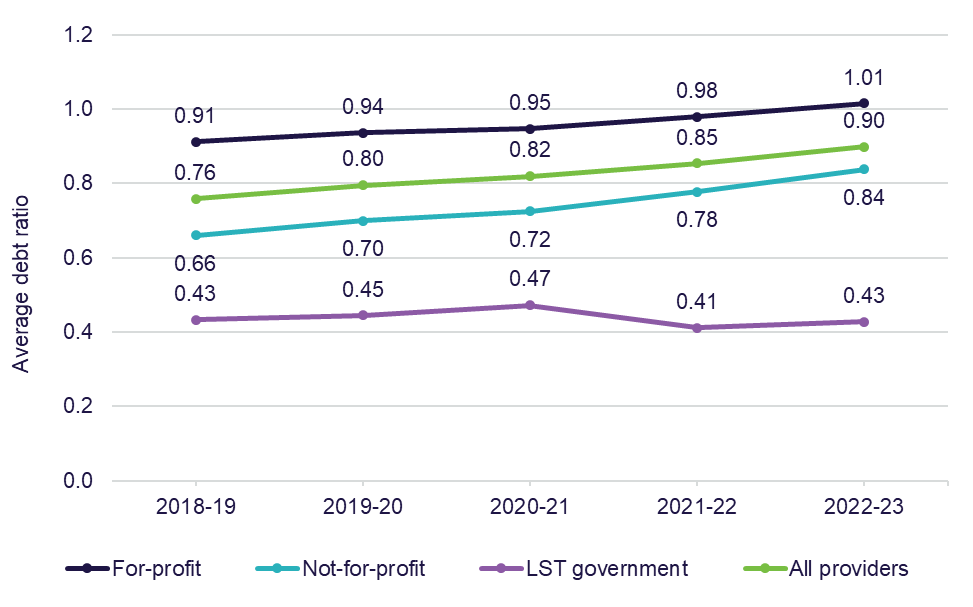 1.2
1.0
0.8
0.6
0.4
0.2
0.0
Average debt ratio
0.91 0.94 0.95 0.98 1.01
0.76 0.80 0.82 0.85 0.90
0.66 0.70 0.72 0.78 0.84
0.43 0.45 0.47 0.41 0.43
2018-19 2019-20 2020-21 2021-22 2022-23
For-profit Not-for-profit LST government All providers